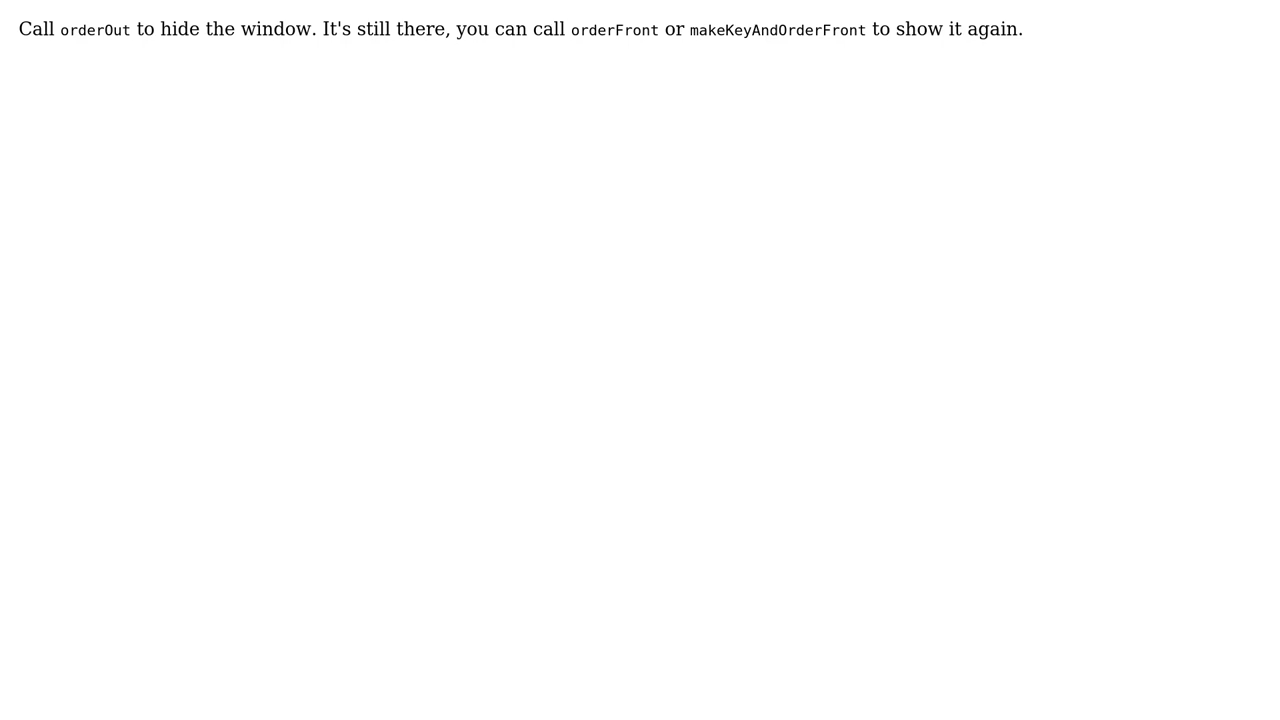 Call orderOut to hide the window. It's still there, you can call orderFront or makeKeyAndOrderFront to show it again.